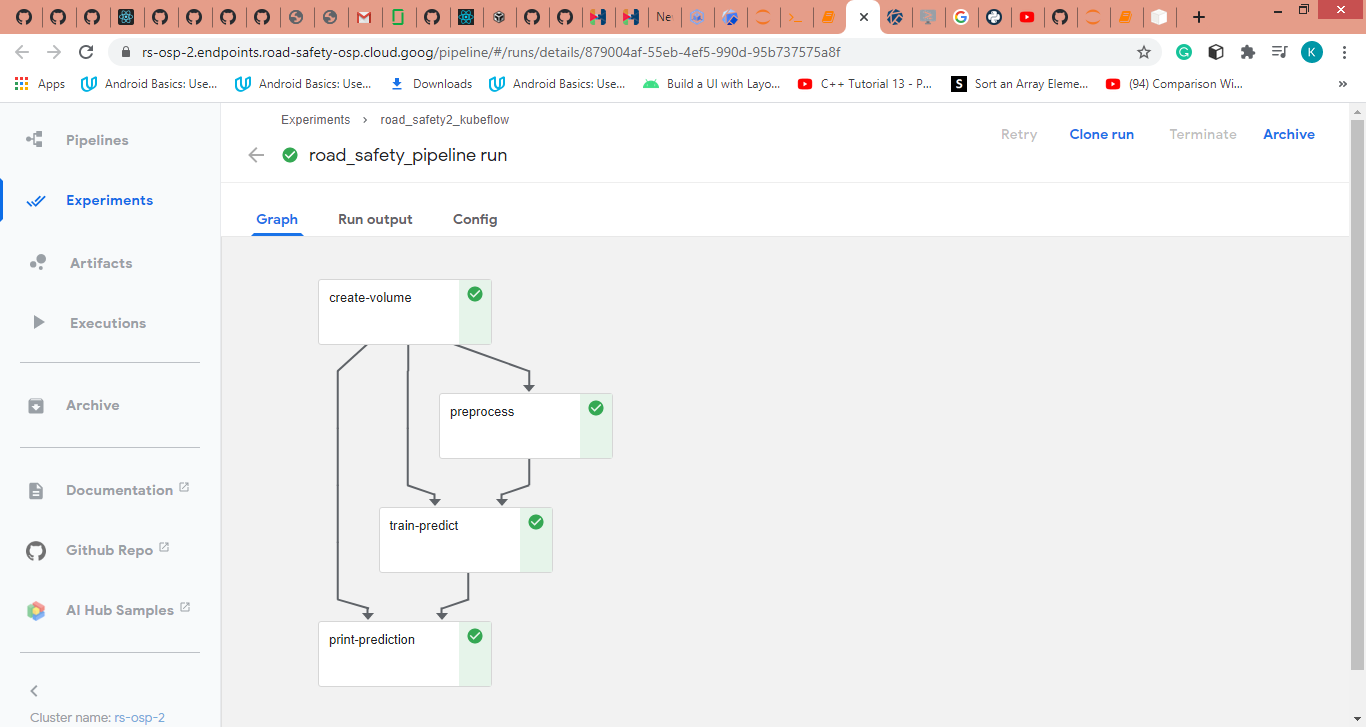 Ne
rs-osp-2.endpoints.road-safety-osp.cloud.goog/pipeline/#/runs/details/879004af-55eb-4ef5-990d-95b737575a8f
K
Apps
Android Basics: Use...
Android Basics: Use...
Downloads
Android Basics: Use...
Build a UI with Layo...
C++ Tutorial 13 - P...
S
Sort an Array Eleme...
(94) Comparison Wi...
»
Pipelines
Experiments
Artifacts
Executions
Archive
Documentation
Github Repo
AI Hub Samples
Cluster name: rs-osp-2
Experiments > road_safety2_kubeflow
road_safety_pipeline run
Retry
Clone run
Terminate
Archive
Graph
Run output
Config
create-volume
preprocess
train-predict
print-prediction